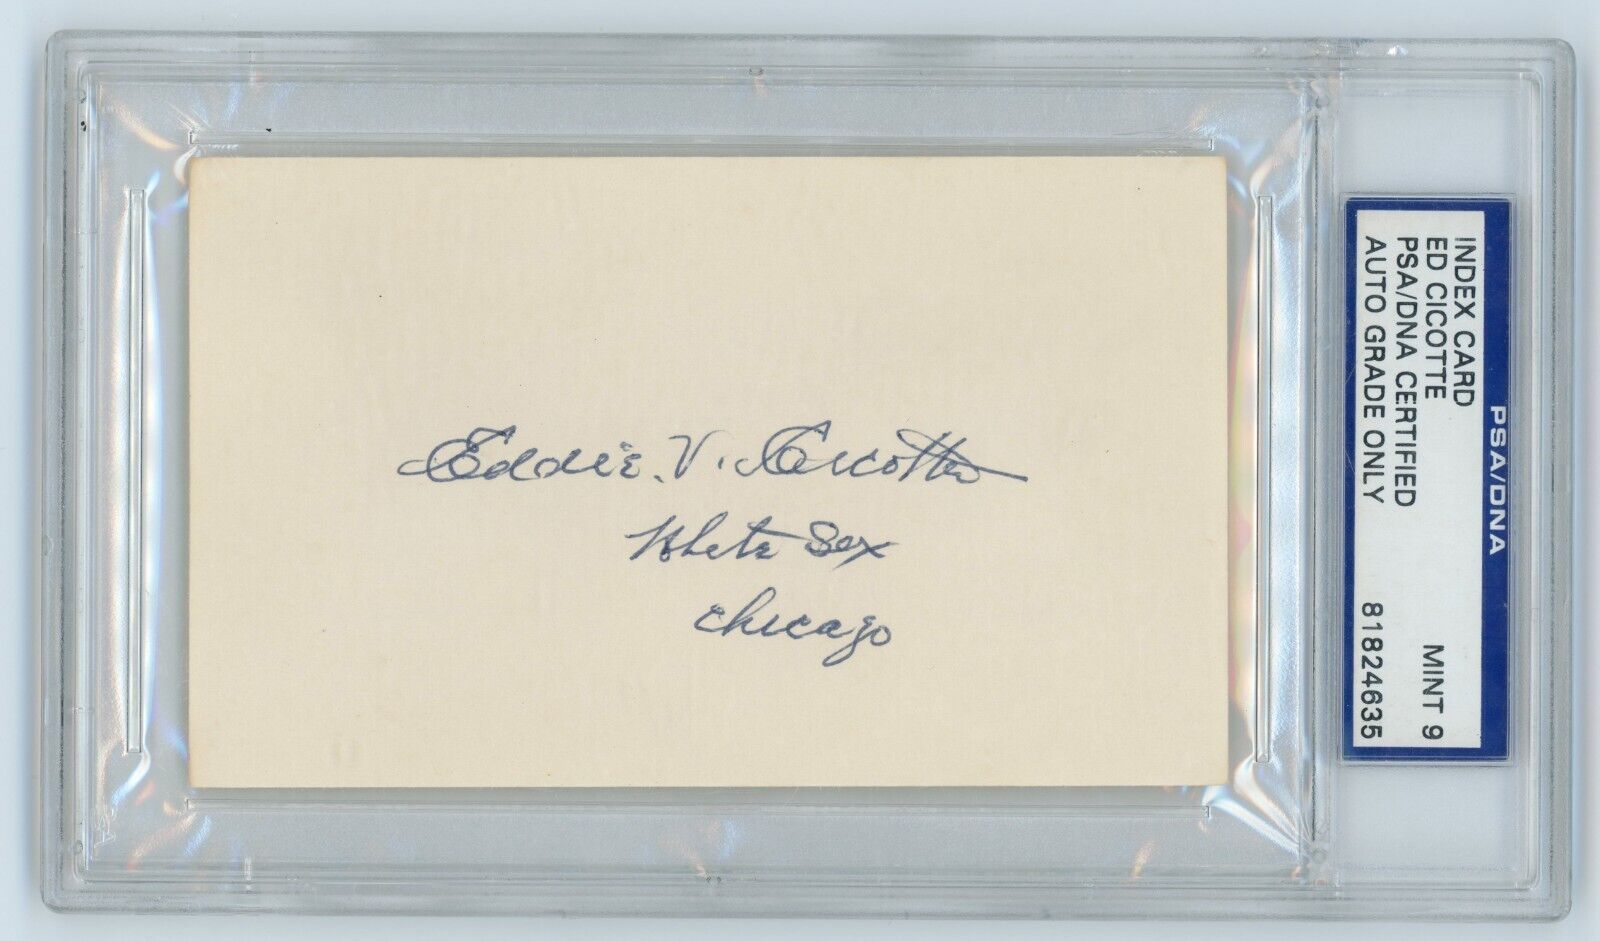 Eddie. V. Cicotte
White Sox
Chicago
PSA/DNA
INDEX CARD
ED CICOTTE
PSA/DNA CERTIFIED MINT 9
AUTO GRADE ONLY 81824635